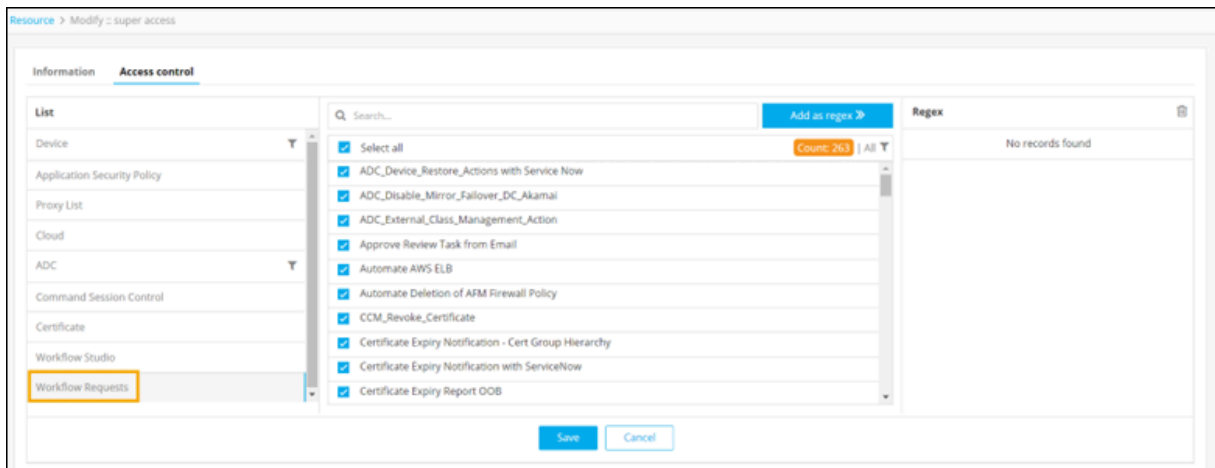 Resource > Modify :: super access
Information Access control
List
Device
Application Security Policy
Proxy List
Cloud
ADC
Command Session Control
Certificate
Workflow Studio
Workflow Requests
Search...
Add as regex
Select all
Count: 263 | All
ADC_Device_Restore_Actions with Service Now
ADC_Disable_Mirror_Failover_DC_Akamai
ADC_External_Class_Management_Action
Approve Review Task from Email
Automate AWS ELB
Automate Deletion of AFM Firewall Policy
CCM_Revoke_Certificate
Certificate Expiry Notification - Cert Group Hierarchy
Certificate Expiry Notification with ServiceNow
Certificate Expiry Report OOB
Regex
No records found
Save
Cancel